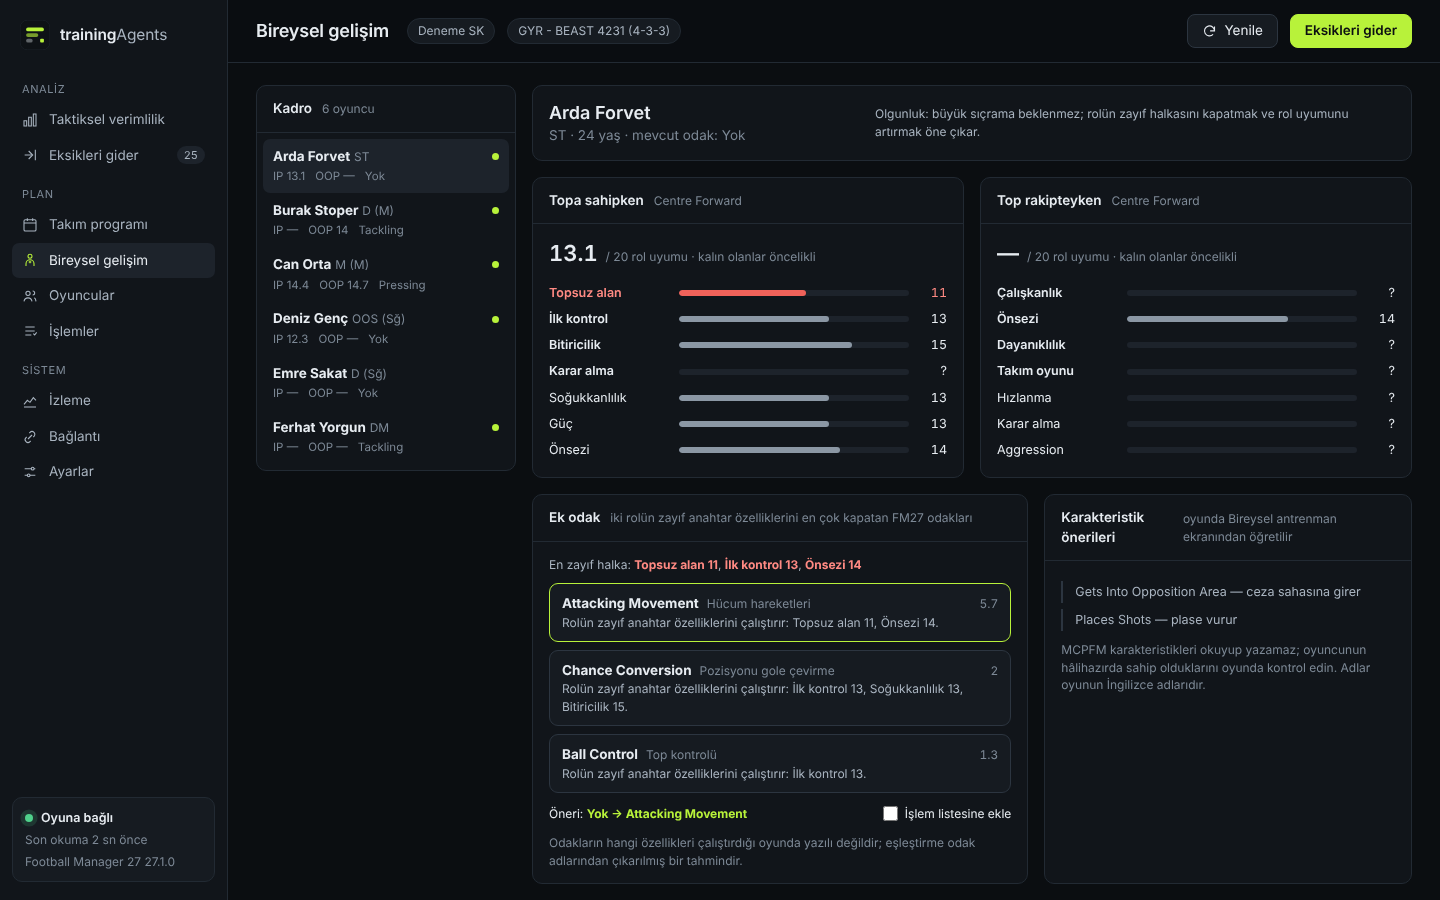 trainingAgents
ANALİZ
Taktiksel verimlilik
Eksikleri gider 25
PLAN
Takım programı
Bireysel gelişim
Oyuncular
İşlemler
SİSTEM
İzleme
Bağlantı
Ayarlar
Oyuna bağlı
Son okuma 2 sn önce
Football Manager 27 27.1.0
Bireysel gelişim Deneme SK GYR - BEAST 4231 (4-3-3) Yenile Eksikleri gider
Kadro 6 oyuncu
Arda Forvet ST
IP 13.1 OOP — Yok
Burak Stoper D (M)
IP — OOP 14 Tackling
Can Orta M (M)
IP 14.4 OOP 14.7 Pressing
Deniz Genç OOS (Sğ)
IP 12.3 OOP — Yok
Emre Sakat D (Sğ)
IP — OOP — Yok
Ferhat Yorgun DM
IP — OOP — Tackling
Arda Forvet
ST · 24 yaş · mevcut odak: Yok
Olgunluk: büyük sıçrama beklenmez; rolün zayıf halkasını kapatmak ve rol uyumunu
artırmak öne çıkar.
Topa sahipken Centre Forward
13.1 / 20 rol uyumu · kalın olanlar öncelikli
Topsuz alan 11
İlk kontrol 13
Bitiricilik 15
Karar alma ?
Soğukkanlılık 13
Güç 13
Önsezi 14
Top rakipteyken Centre Forward
— / 20 rol uyumu · kalın olanlar öncelikli
Çalışkanlık ?
Önsezi 14
Dayanıklılık ?
Takım oyunu ?
Hızlanma ?
Karar alma ?
Aggression ?
Ek odak iki rolün zayıf anahtar özelliklerini en çok kapatan FM27 odakları
En zayıf halka: Topsuz alan 11, İlk kontrol 13, Önsezi 14
Attacking Movement Hücum hareketleri 5.7
Rolün zayıf anahtar özelliklerini çalıştırır: Topsuz alan 11, Önsezi 14.
Chance Conversion Pozisyonu gole çevirme 2
Rolün zayıf anahtar özelliklerini çalıştırır: İlk kontrol 13, Soğukkanlılık 13,
Bitiricilik 15.
Ball Control Top kontrolü 1.3
Rolün zayıf anahtar özelliklerini çalıştırır: İlk kontrol 13.
Öneri: Yok → Attacking Movement İşlem listesine ekle
Odakların hangi özellikleri çalıştırdığı oyunda yazılı değildir; eşleştirme odak
adlarından çıkarılmış bir tahmindir.
Karakteristik
önerileri
oyunda Bireysel antrenman
ekranından öğretilir
Gets Into Opposition Area — ceza sahasına girer
Places Shots — plase vurur
MCPFM karakteristikleri okuyup yazamaz; oyuncunun
hâlihazırda sahip olduklarını oyunda kontrol edin. Adlar
oyunun İngilizce adlarıdır.